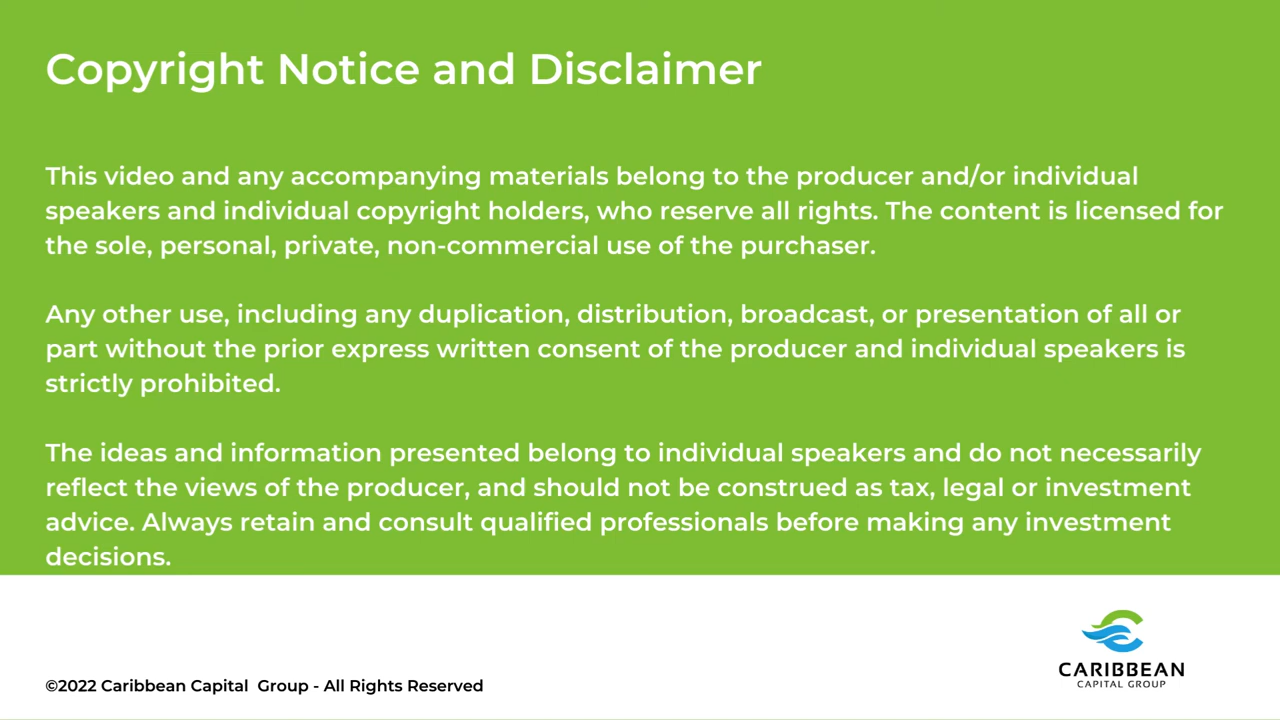 Copyright Notice and Disclaimer
This video and any accompanying materials belong to the producer and/or individual
speakers and individual copyright holders, who reserve all rights. The content is licensed for
the sole, personal, private, non-commercial use of the purchaser.
Any other use, including any duplication, distribution, broadcast, or presentation of all or
part without the prior express written consent of the producer and individual speakers is
strictly prohibited.
The ideas and information presented belong to individual speakers and do not necessarily
reflect the views of the producer, and should not be construed as tax, legal or investment
advice. Always retain and consult qualified professionals before making any investment
decisions.
CARIBBEAN
CAPITAL GROUP
©2022 Caribbean Capital  Group - All Rights Reserved